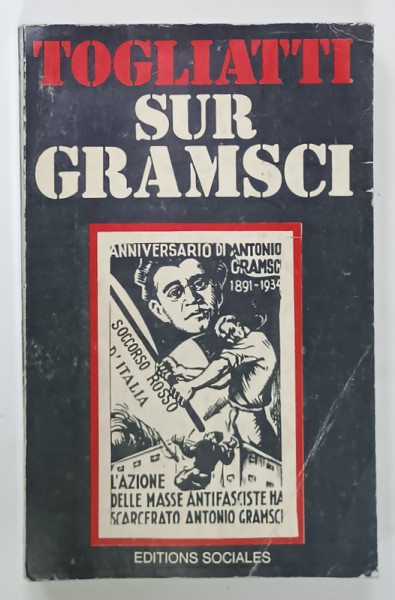 TOGLIATTI
SUR
GRAMSCI
ANNIVERSARIO DI ANTONIO
GRAMSC
1891-1934
SOCCORSO ROSSO
D'ITALIA
L'AZIONE
DELLE MASSE ANTIFASCISTE HA
SCARCERATO ANTONIO GRAMSCI
EDITIONS SOCIALES